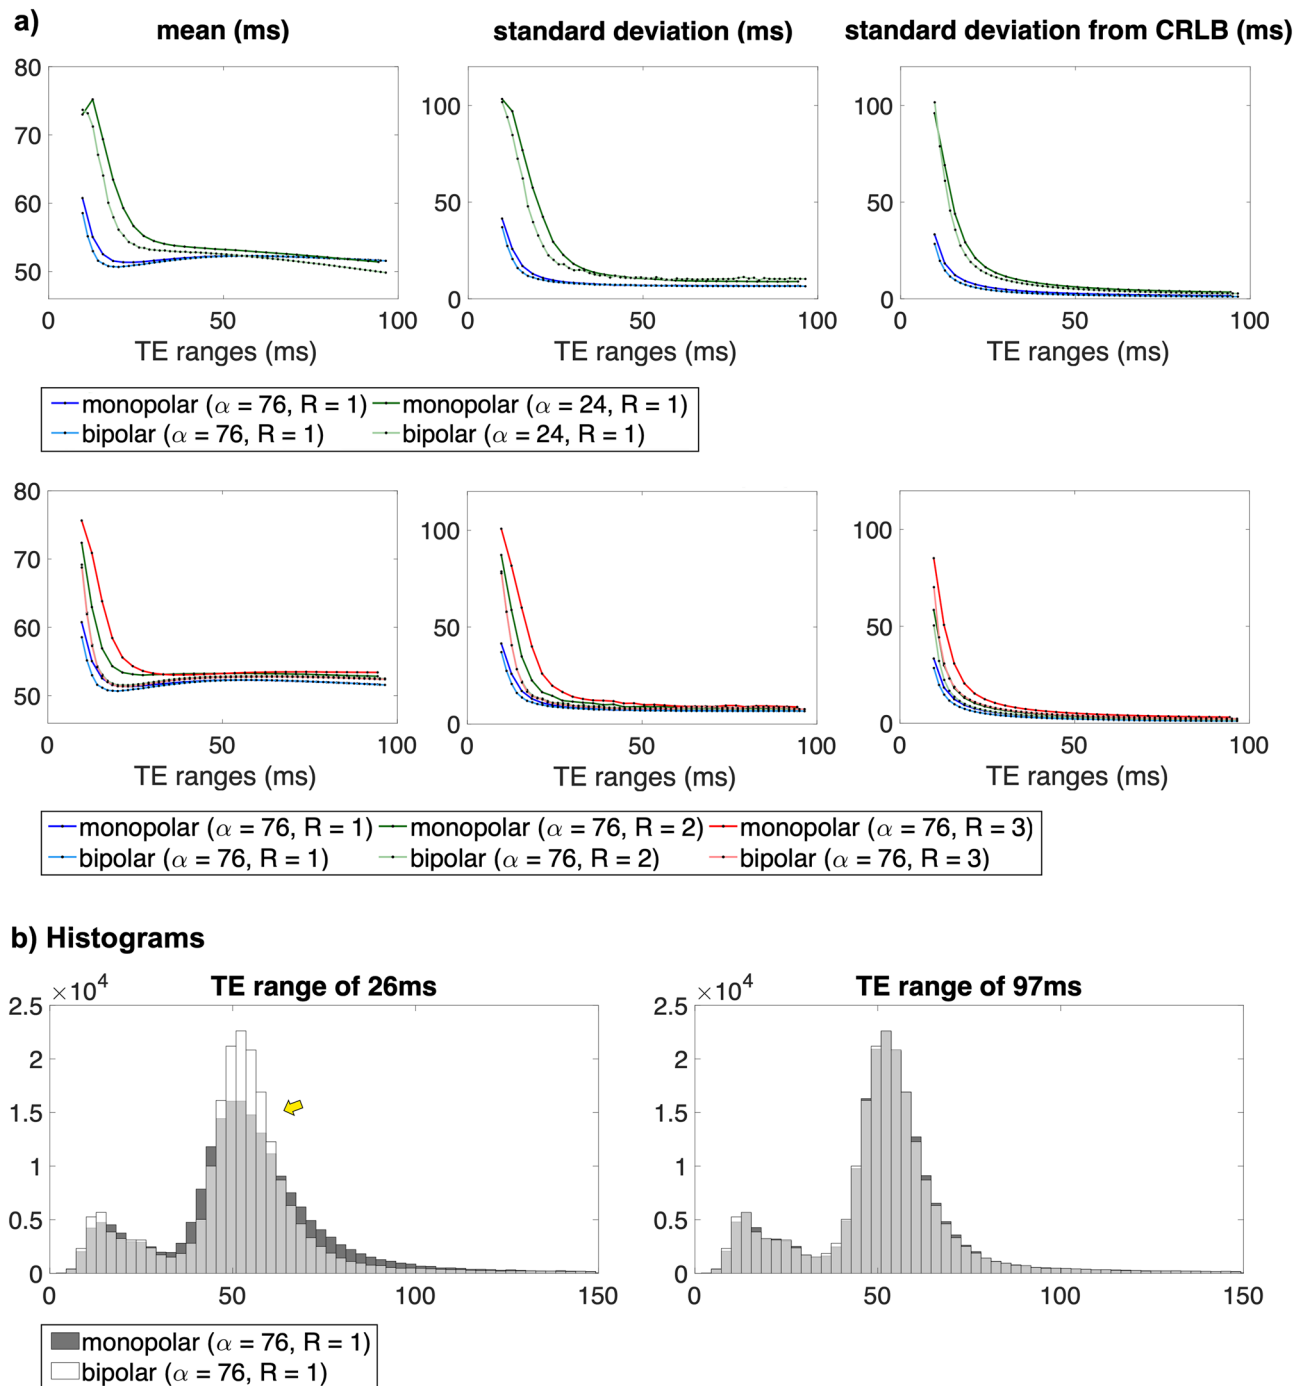 a)
mean (ms) standard deviation (ms) standard deviation from CRLB (ms)
80
70
60
50
0 50 100
TE ranges (ms)
100
50
0
0 50 100
TE ranges (ms)
100
50
0
0 50 100
TE ranges (ms)
monopolar (α = 76, R = 1) monopolar (α = 24, R = 1)
bipolar (α = 76, R = 1) bipolar (α = 24, R = 1)
80
70
60
50
0 50 100
TE ranges (ms)
100
50
0
0 50 100
TE ranges (ms)
100
50
0
0 50 100
TE ranges (ms)
monopolar (α = 76, R = 1) monopolar (α = 76, R = 2) monopolar (α = 76, R = 3)
bipolar (α = 76, R = 1) bipolar (α = 76, R = 2) bipolar (α = 76, R = 3)
b) Histograms
TE range of 26ms
×10⁴
2.5
2
1.5
1
0.5
0
0 50 100 150
TE range of 97ms
×10⁴
2.5
2
1.5
1
0.5
0
0 50 100 150
monopolar (α = 76, R = 1)
bipolar (α = 76, R = 1)